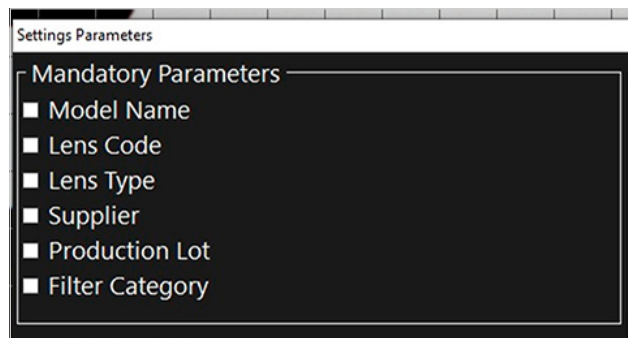 Settings Parameters
Mandatory Parameters
Model Name
Lens Code
Lens Type
Supplier
Production Lot
Filter Category